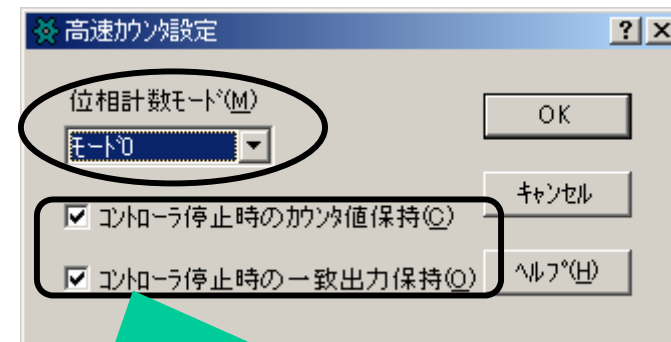 高速ｶｳﾝﾀ設定
位相計数ﾓｰﾄﾞ(M)
ﾓｰﾄﾞ0
OK
キャンセル
☑ ｺﾝﾄﾛｰﾗ停止時のｶｳﾝﾀ値保持(C)
☑ ｺﾝﾄﾛｰﾗ停止時の一致出力保持(O)
ﾍﾙﾌﾟ(H)